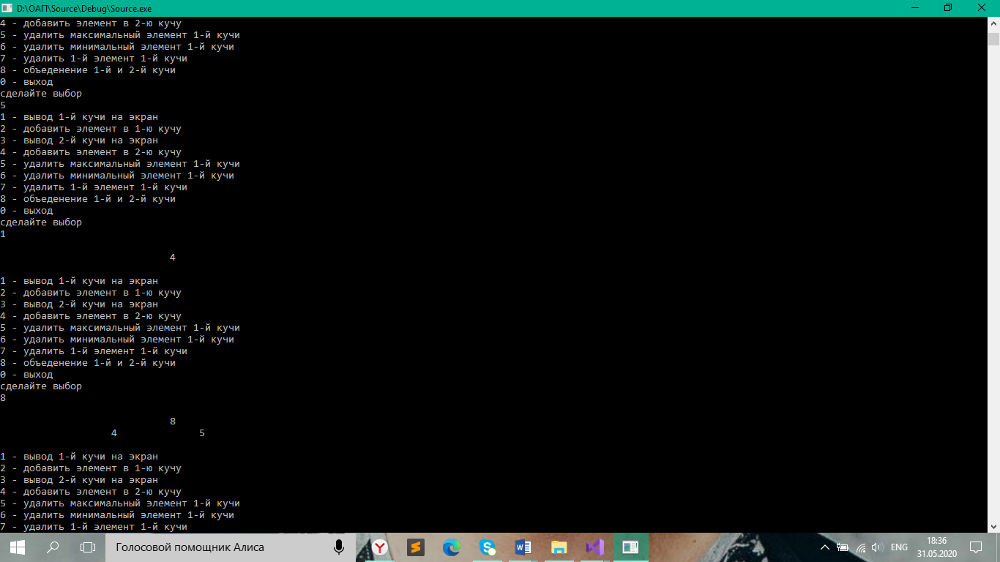 D:\ОАП\Source\Debug\Source.exe
4 - добавить элемент в 2-ю кучу
5 - удалить максимальный элемент 1-й кучи
6 - удалить минимальный элемент 1-й кучи
7 - удалить 1-й элемент 1-й кучи
8 - объеденение 1-й и 2-й кучи
0 - выход
сделайте выбор
5
1 - вывод 1-й кучи на экран
2 - добавить элемент в 1-ю кучу
3 - вывод 2-й кучи на экран
4 - добавить элемент в 2-ю кучу
5 - удалить максимальный элемент 1-й кучи
6 - удалить минимальный элемент 1-й кучи
7 - удалить 1-й элемент 1-й кучи
8 - объеденение 1-й и 2-й кучи
0 - выход
сделайте выбор
1
4
1 - вывод 1-й кучи на экран
2 - добавить элемент в 1-ю кучу
3 - вывод 2-й кучи на экран
4 - добавить элемент в 2-ю кучу
5 - удалить максимальный элемент 1-й кучи
6 - удалить минимальный элемент 1-й кучи
7 - удалить 1-й элемент 1-й кучи
8 - объеденение 1-й и 2-й кучи
0 - выход
сделайте выбор
8
8
4 5
1 - вывод 1-й кучи на экран
2 - добавить элемент в 1-ю кучу
3 - вывод 2-й кучи на экран
4 - добавить элемент в 2-ю кучу
5 - удалить максимальный элемент 1-й кучи
6 - удалить минимальный элемент 1-й кучи
7 - удалить 1-й элемент 1-й кучи
Голосовой помощник Алиса
ENG
18:36
31.05.2020